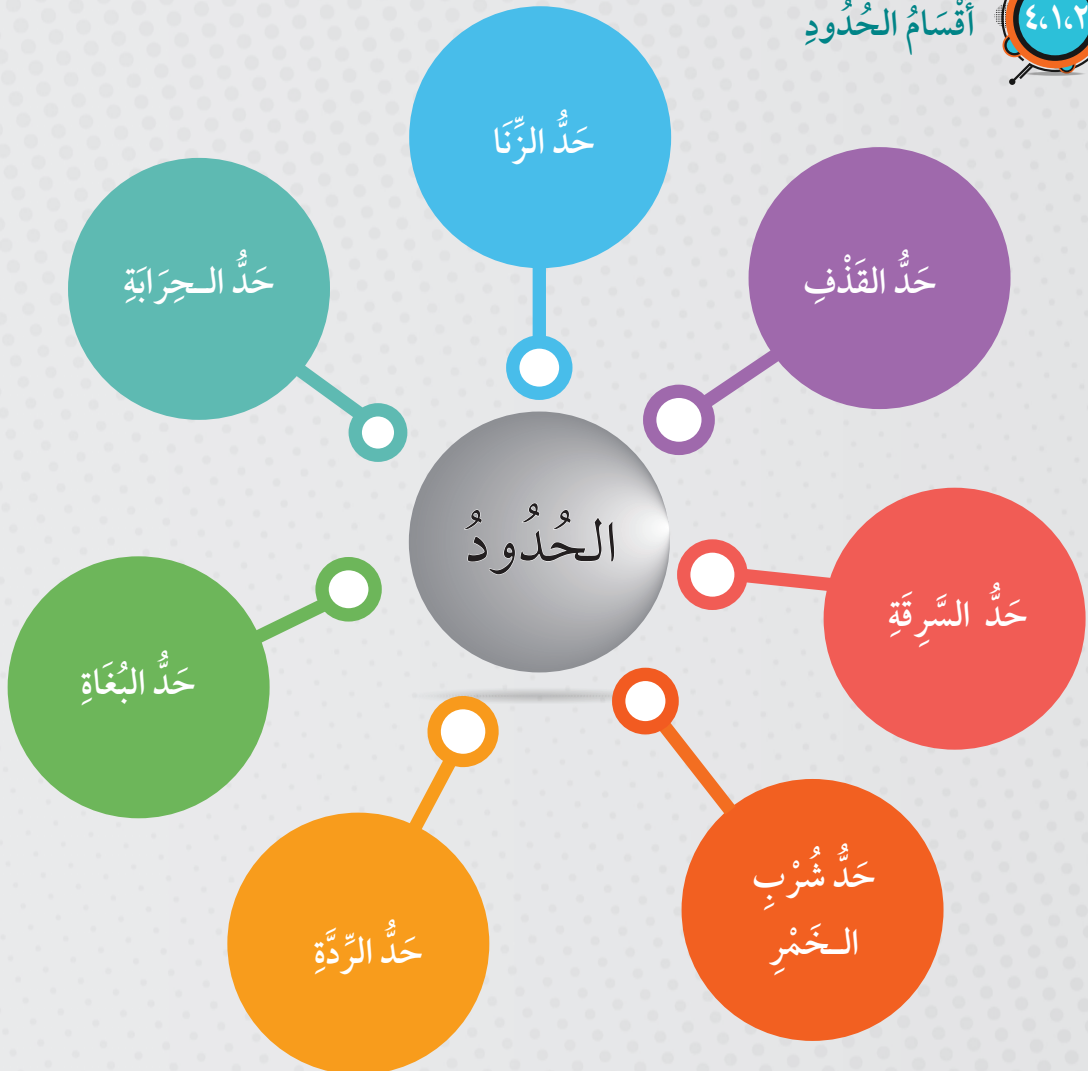 ٤،١،٢
أَقْسَامُ الحُدُودِ
حَدُّ الزِّنَا
حَدُّ القَذْفِ
حَدُّ الـحِرَابَةِ
الحُدُودُ
حَدُّ السَّرِقَةِ
حَدُّ البُغَاةِ
حَدُّ شُرْبِ
الـخَمْرِ
حَدُّ الرِّدَّةِ